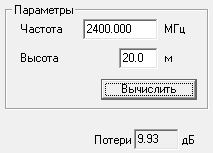 Параметры
Частота 2400.000 МГц
Высота 20.0 м
Вычислить
Потери 9.93 дБ